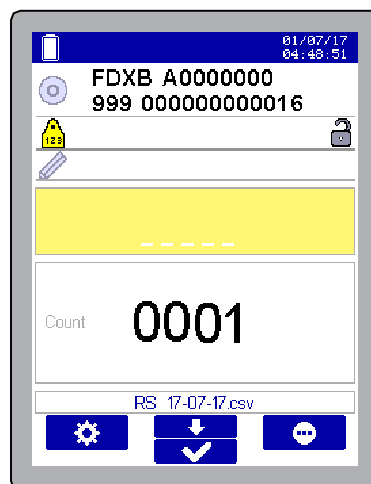 01/07/17
04:48:51
FDXB A0000000
999 000000000016
123
_ _ _ _ _
Count
0001
RS 17-07-17.csv